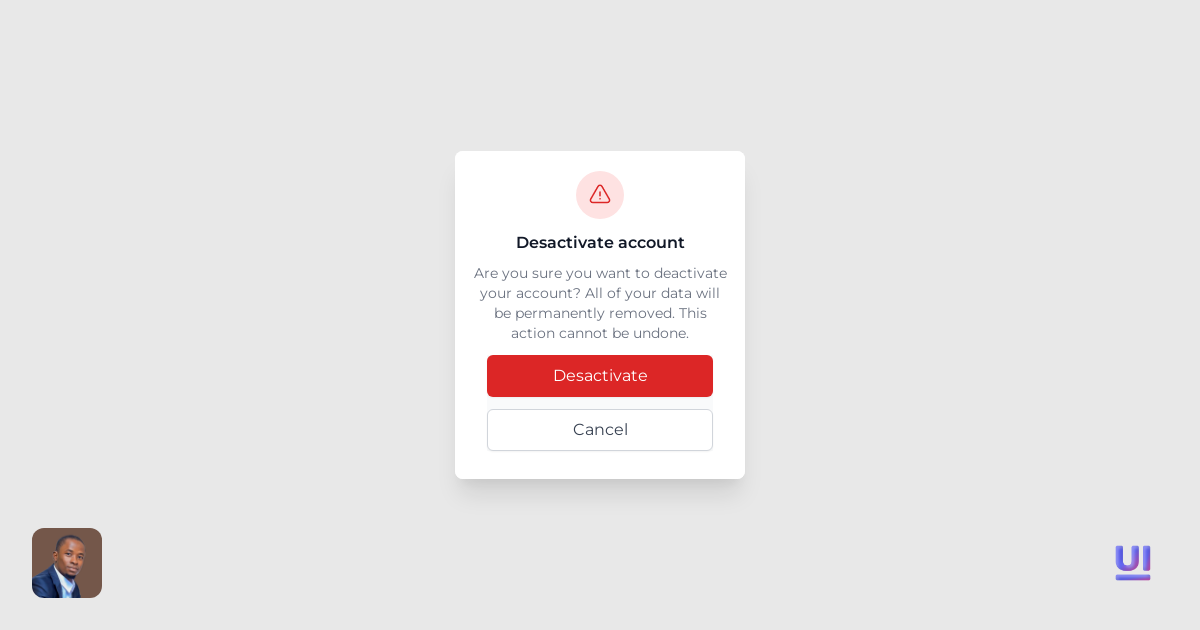 Desactivate account
Are you sure you want to deactivate
your account? All of your data will
be permanently removed. This
action cannot be undone.
Desactivate
Cancel
UI